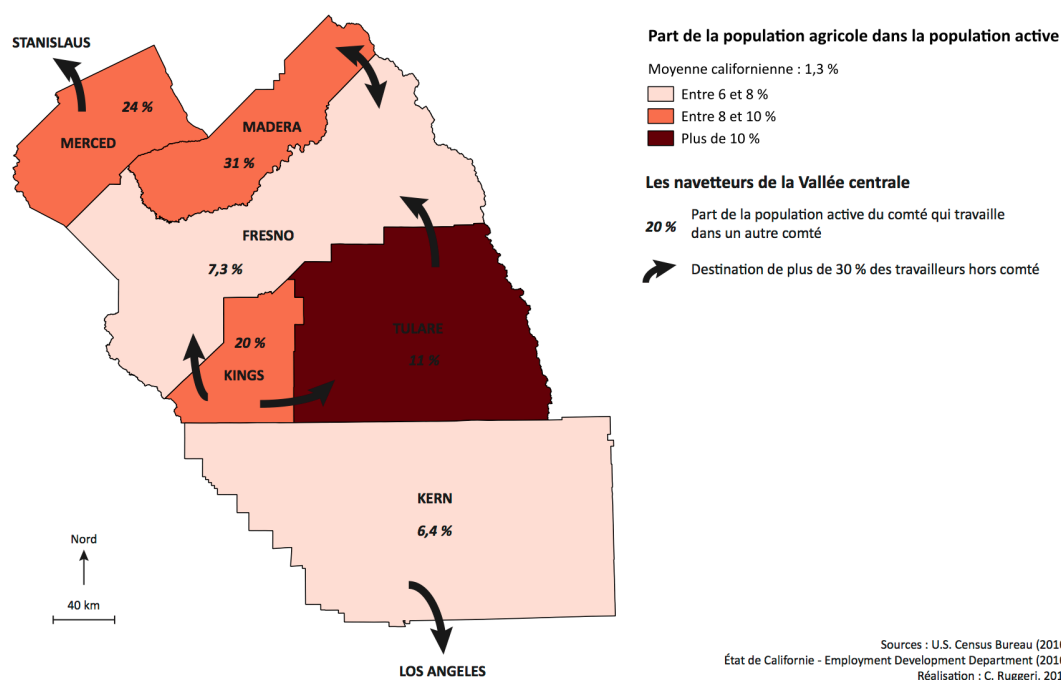 STANISLAUS
24 %
MERCED
MADERA
31 %
FRESNO
7,3 %
20 %
KINGS
TULARE
11 %
KERN
6,4 %
Nord
40 km
LOS ANGELES
Part de la population agricole dans la population active
Moyenne californienne : 1,3 %
Entre 6 et 8 %
Entre 8 et 10 %
Plus de 10 %
Les navetteurs de la Vallée centrale
20 %
Part de la population active du comté qui travaille
dans un autre comté
Destination de plus de 30 % des travailleurs hors comté
Sources : U.S. Census Bureau (201
État de Californie - Employment Development Department (201
Réalisation : C. Ruggeri, 201